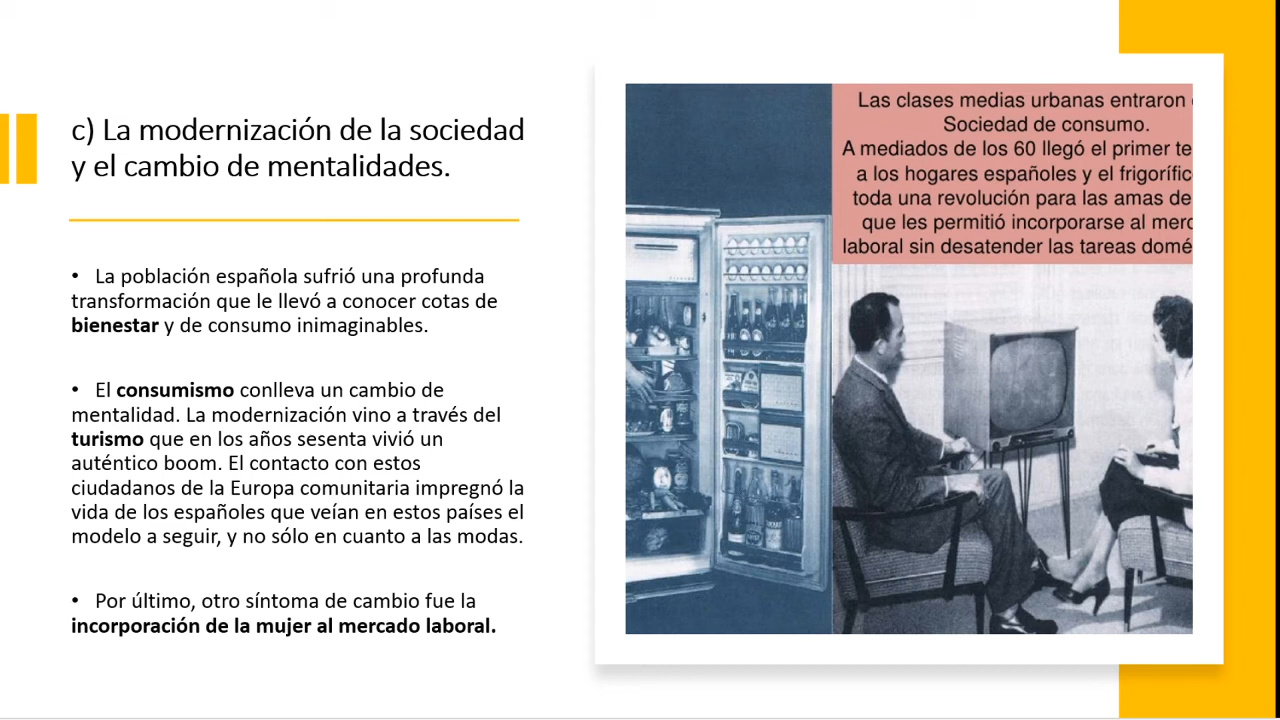 c) La modernización de la sociedad
y el cambio de mentalidades.
• La población española sufrió una profunda
transformación que le llevó a conocer cotas de
bienestar y de consumo inimaginables.
• El consumismo conlleva un cambio de
mentalidad. La modernización vino a través del
turismo que en los años sesenta vivió un
auténtico boom. El contacto con estos
ciudadanos de la Europa comunitaria impregnó la
vida de los españoles que veían en estos países el
modelo a seguir, y no sólo en cuanto a las modas.
• Por último, otro síntoma de cambio fue la
incorporación de la mujer al mercado laboral.
Las clases medias urbanas entraron
Sociedad de consumo.
A mediados de los 60 llegó el primer
a los hogares españoles y el
toda una revolución para las amas de
que les permitió incorporarse al
laboral sin desatender las tareas